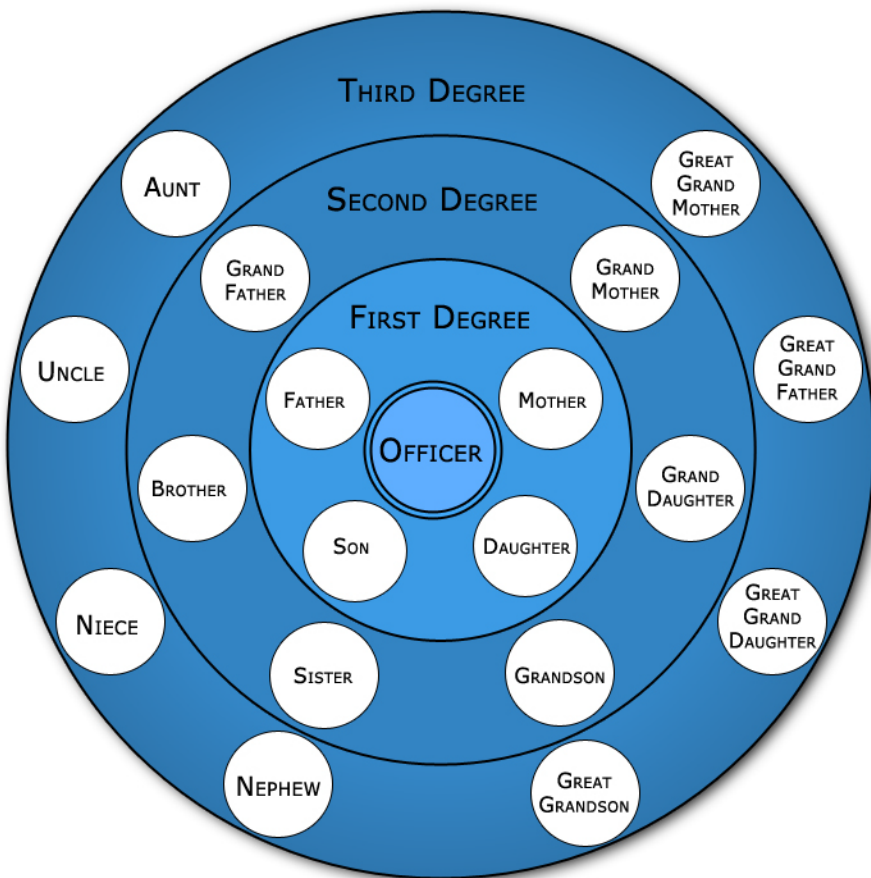 Third Degree
Aunt
Great
Grand
Mother
Second Degree
Grand
Father
Grand
Mother
First Degree
Uncle
Great
Grand
Father
Father
Mother
Officer
Brother
Grand
Daughter
Son
Daughter
Niece
Great
Grand
Daughter
Sister
Grandson
Nephew
Great
Grandson